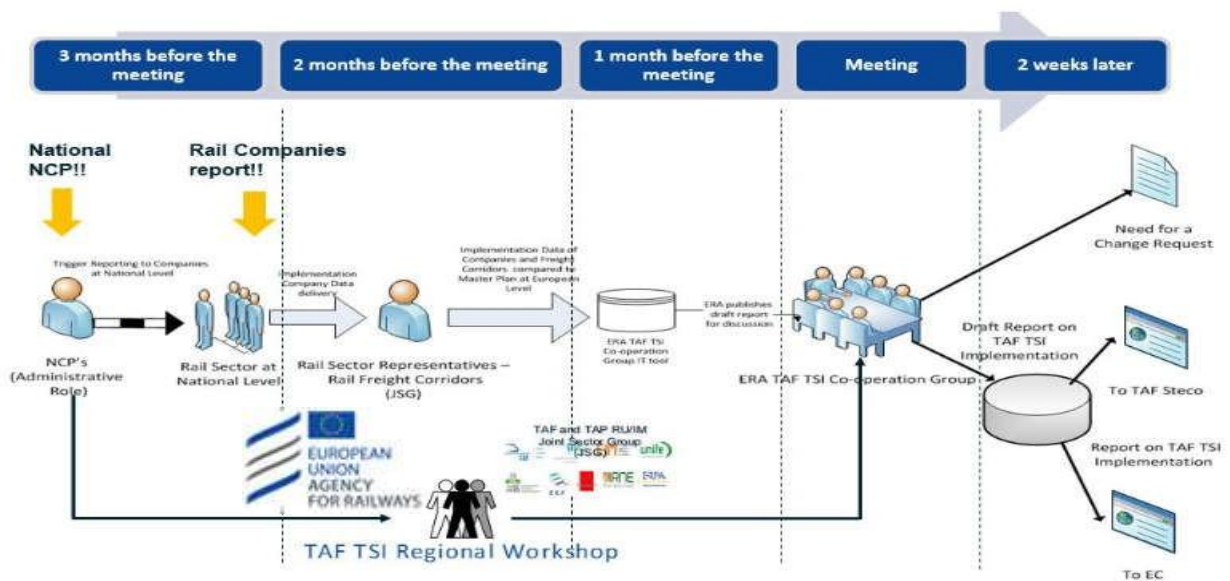 3 months before the
meeting
2 months before the meeting
1 month before the
meeting
Meeting
2 weeks later
National
NCP!!
Rail Companies
report!!
Trigger Reporting to Companies
at National Level
Implementation
Company Data
delivery
Implementation Data of
Companies and Freight
Corridors compared to
Master Plan at European
Level
ERA publishes
draft report
for discussion
Need for a
Change Request
NCP's
(Administrative
Role)
Rail Sector at
National Level
Rail Sector Representatives –
Rail Freight Corridors
(JSG)
ERA TAF TSI
Co-operation
Group IT tool
ERA TAF TSI Co-operation Group
Draft Report on
TAF TSI
Implementation
To TAF Steco
Report on TAF TSI
Implementation
To EC
EUROPEAN
UNION
AGENCY
FOR RAILWAYS
TAF and TAP RU/IM
Joint Sector Group
(JSG)
unife
RNE
TAF TSI Regional Workshop